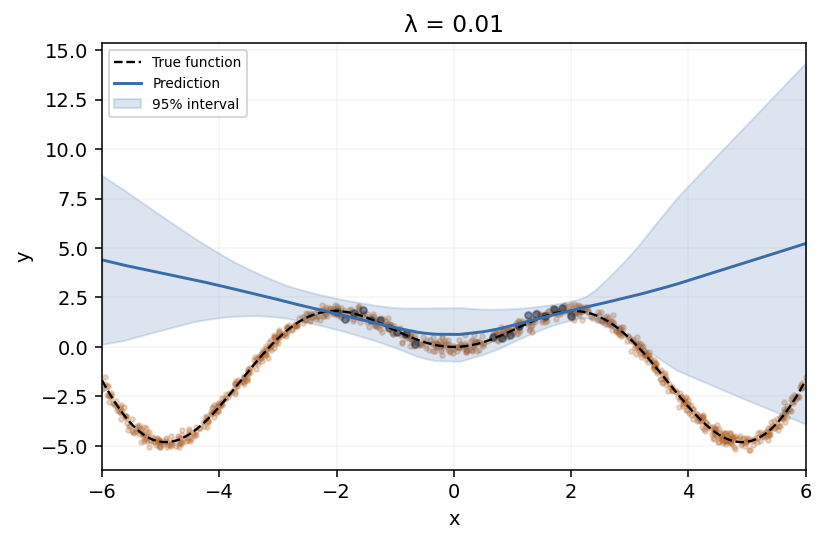 λ = 0.01
True function
Prediction
95% interval
15.0
12.5
10.0
7.5
5.0
2.5
0.0
−2.5
−5.0
y
−6 −4 −2 0 2 4 6
x